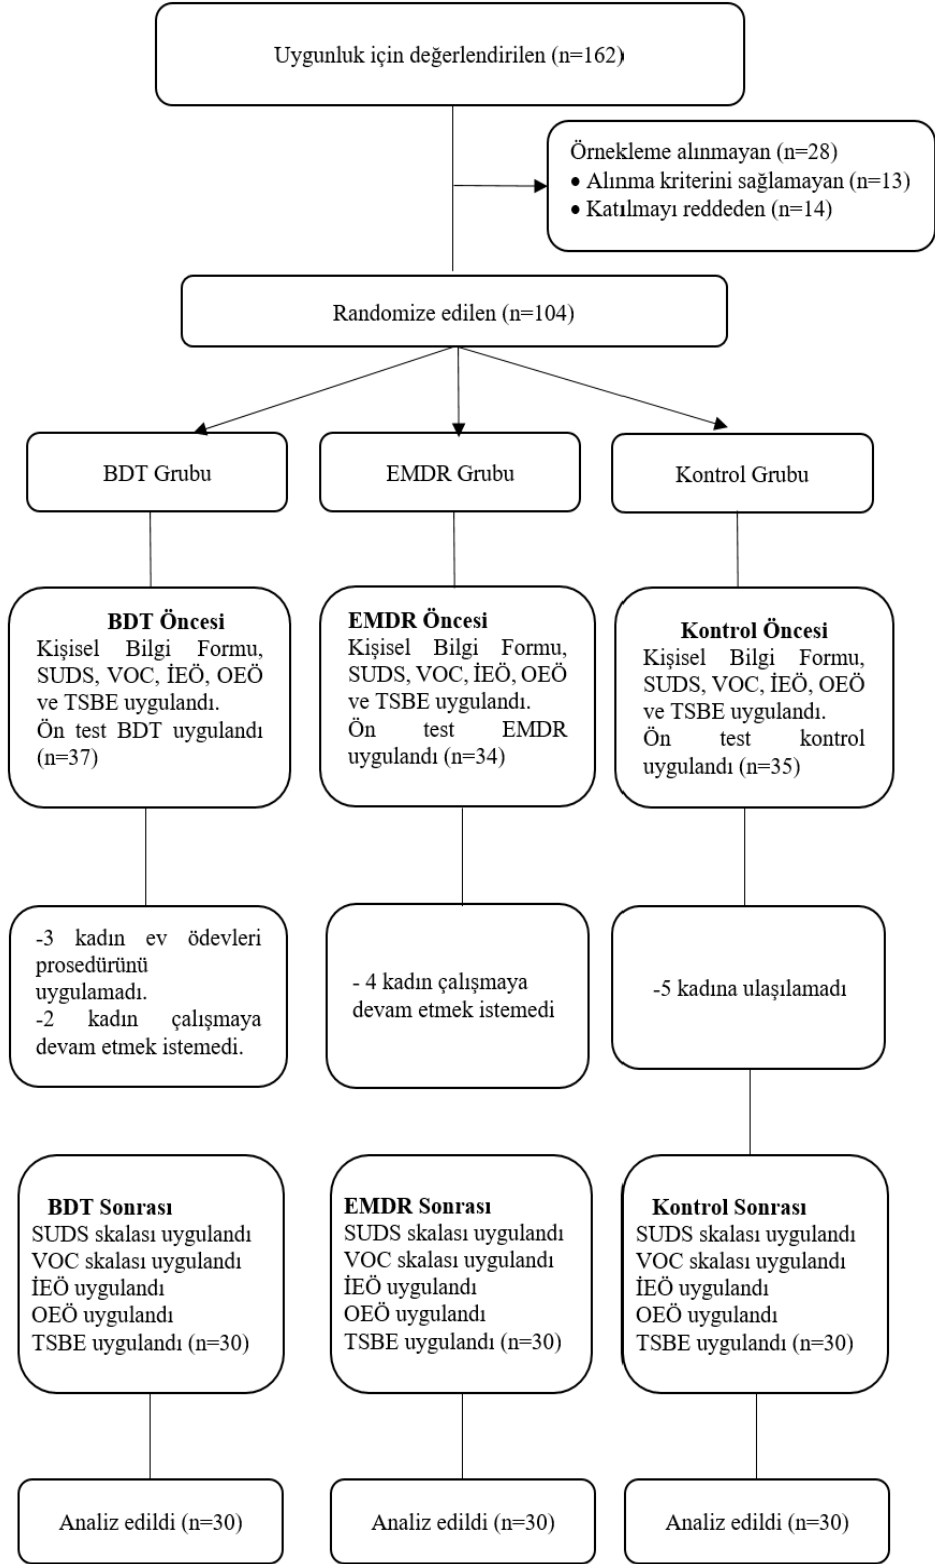 Uygunluk için değerlendirilen (n=162)
Örnekleme alınmayan (n=28)
• Alınma kriterini sağlamayan (n=13)
• Katılmayı reddeden (n=14)
Randomize edilen (n=104)
BDT Grubu
EMDR Grubu
Kontrol Grubu
BDT Öncesi
Kişisel Bilgi Formu,
SUDS, VOC, İEÖ, OEÖ
ve TSBE uygulandı.
Ön test BDT uygulandı
(n=37)
EMDR Öncesi
Kişisel Bilgi Formu,
SUDS, VOC, İEÖ, OEÖ
ve TSBE uygulandı.
Ön test EMDR
uygulandı (n=34)
Kontrol Öncesi
Kişisel Bilgi Formu,
SUDS, VOC, İEÖ, OEÖ
ve TSBE uygulandı.
Ön test kontrol
uygulandı (n=35)
-3 kadın ev ödevleri
prosedürünü
uygulamadı.
-2 kadın çalışmaya
devam etmek istemedi.
- 4 kadın çalışmaya
devam etmek istemedi
-5 kadına ulaşılamadı
BDT Sonrası
SUDS skalası uygulandı
VOC skalası uygulandı
İEÖ uygulandı
OEÖ uygulandı
TSBE uygulandı (n=30)
EMDR Sonrası
SUDS skalası uygulandı
VOC skalası uygulandı
İEÖ uygulandı
OEÖ uygulandı
TSBE uygulandı (n=30)
Kontrol Sonrası
SUDS skalası uygulandı
VOC skalası uygulandı
İEÖ uygulandı
OEÖ uygulandı
TSBE uygulandı (n=30)
Analiz edildi (n=30)
Analiz edildi (n=30)
Analiz edildi (n=30)